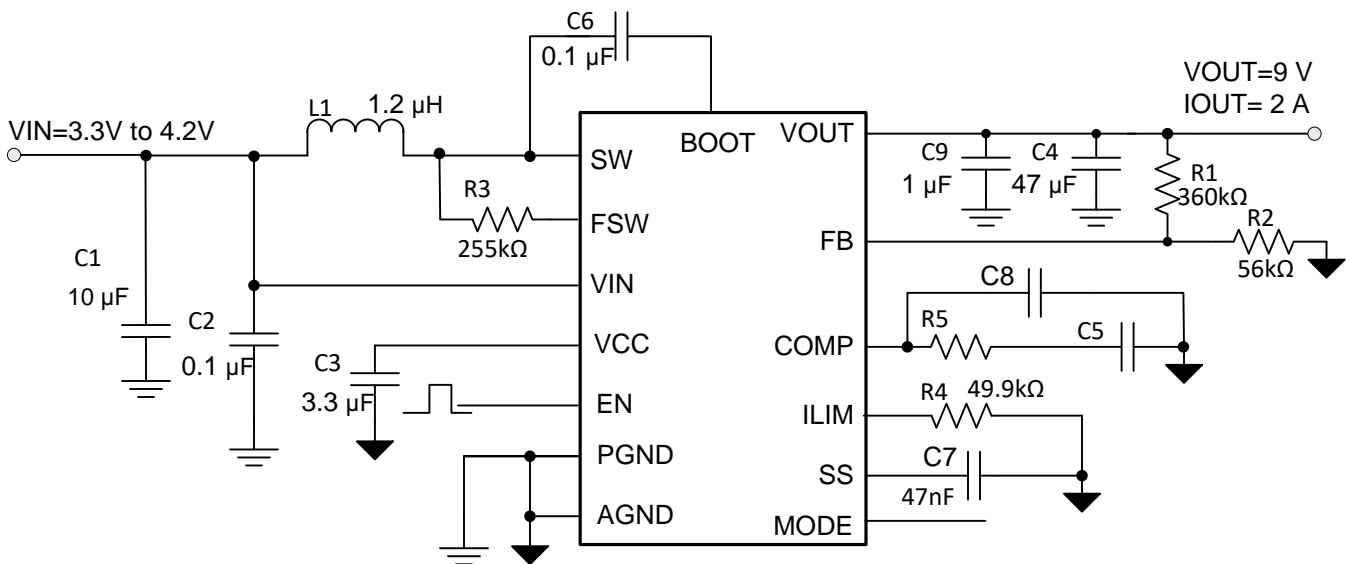 C6
0.1 µF
VOUT=9 V
IOUT= 2 A
L1
1.2 µH
VIN=3.3V to 4.2V
BOOT
VOUT
SW
C9
1 µF
C4
47 µF
R1
360kΩ
R3
255kΩ
FSW
FB
R2
56kΩ
C1
10 µF
C2
0.1 µF
VIN
C8
VCC
COMP
R5
C5
C3
3.3 µF
EN
ILIM
R4
49.9kΩ
PGND
SS
C7
47nF
AGND
MODE